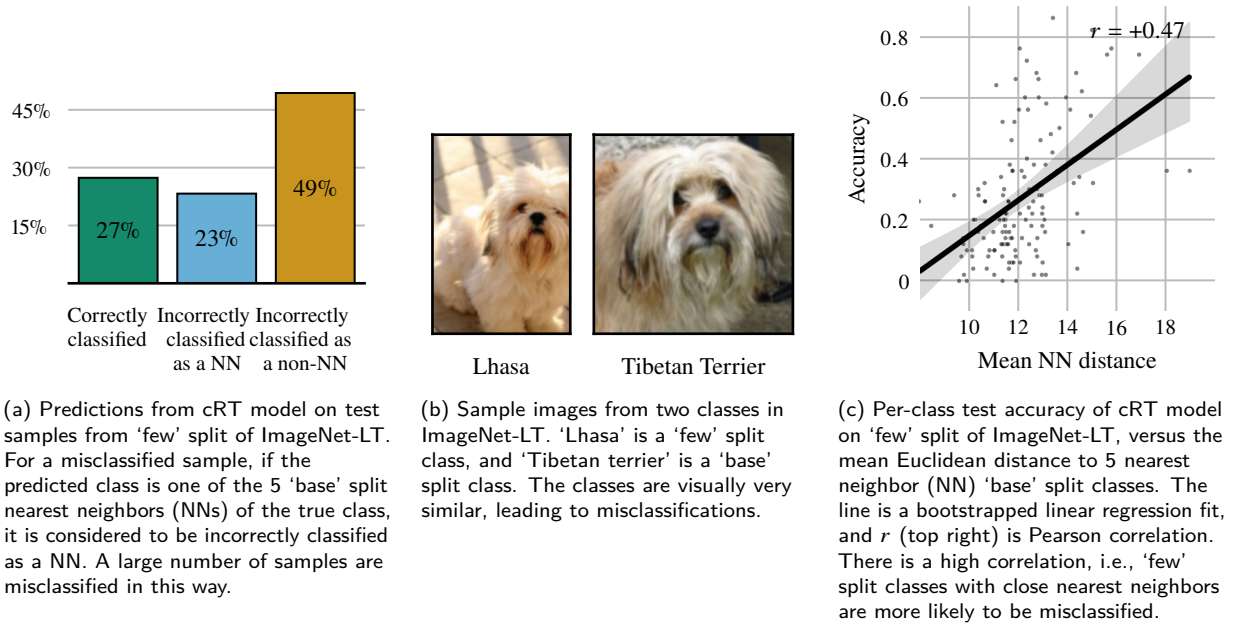 45%
30%
15%
27%
23%
49%
Correctly classified
Incorrectly classified as a NN
Incorrectly classified as a non-NN
(a) Predictions from cRT model on test
samples from ‘few’ split of ImageNet-LT.
For a misclassified sample, if the
predicted class is one of the 5 ‘base’ split
nearest neighbors (NNs) of the true class,
it is considered to be incorrectly classified
as a NN. A large number of samples are
misclassified in this way.
Lhasa
Tibetan Terrier
(b) Sample images from two classes in
ImageNet-LT. ‘Lhasa’ is a ‘few’ split
class, and ‘Tibetan terrier’ is a ‘base’
split class. The classes are visually very
similar, leading to misclassifications.
r = +0.47
Accuracy
0.8
0.6
0.4
0.2
0
10 12 14 16 18
Mean NN distance
(c) Per-class test accuracy of cRT model
on ‘few’ split of ImageNet-LT, versus the
mean Euclidean distance to 5 nearest
neighbor (NN) ‘base’ split classes. The
line is a bootstrapped linear regression fit,
and r (top right) is Pearson correlation.
There is a high correlation, i.e., ‘few’
split classes with close nearest neighbors
are more likely to be misclassified.